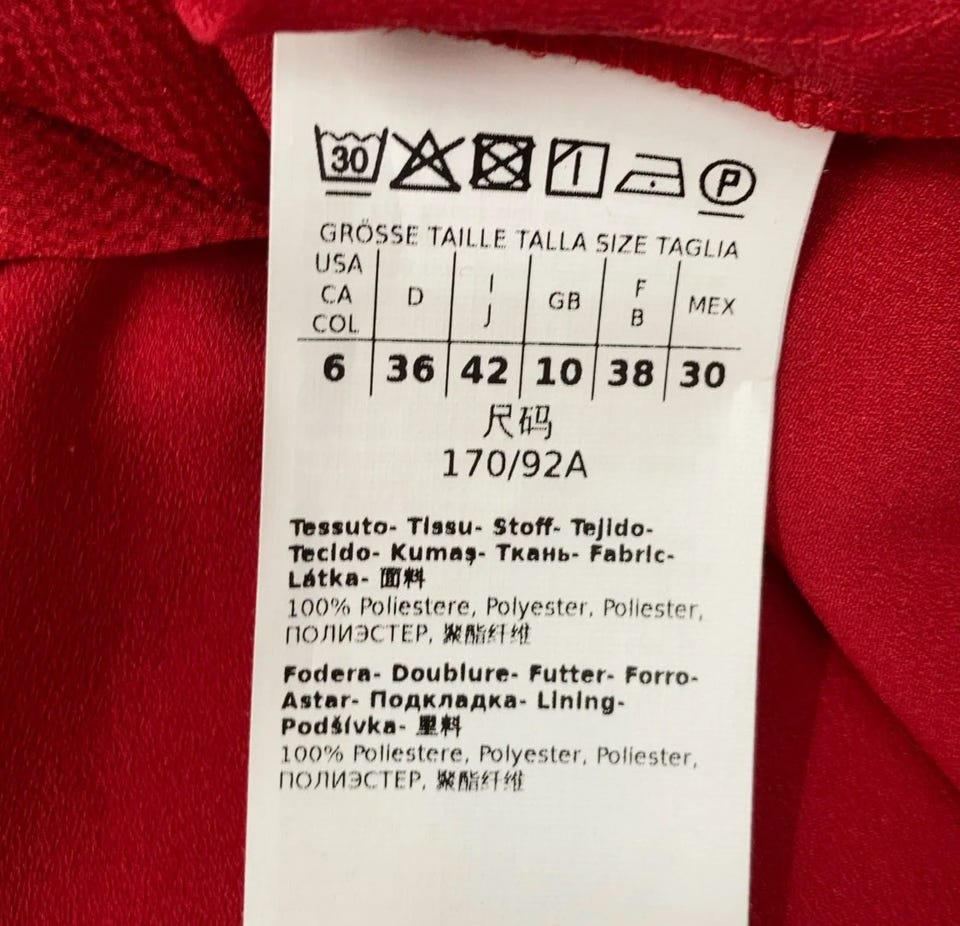 30 P
GRÖSSE TAILLE TALLA SIZE TAGLIA
USA CA COL D I J GB F B MEX
6 36 42 10 38 30
尺码
170/92A
Tessuto- Tissu- Stoff- Tejido-
Tecido- Kumaş- Ткань- Fabric-
Látka- 面料
100% Poliestere, Polyester, Poliester,
ПОЛИЭСТЕР, 聚酯纤维
Fodera- Doublure- Futter- Forro-
Astar- Подкладка- Lining-
Podšívka- 里料
100% Poliestere, Polyester, Poliester,
ПОЛИЭСТЕР, 聚酯纤维